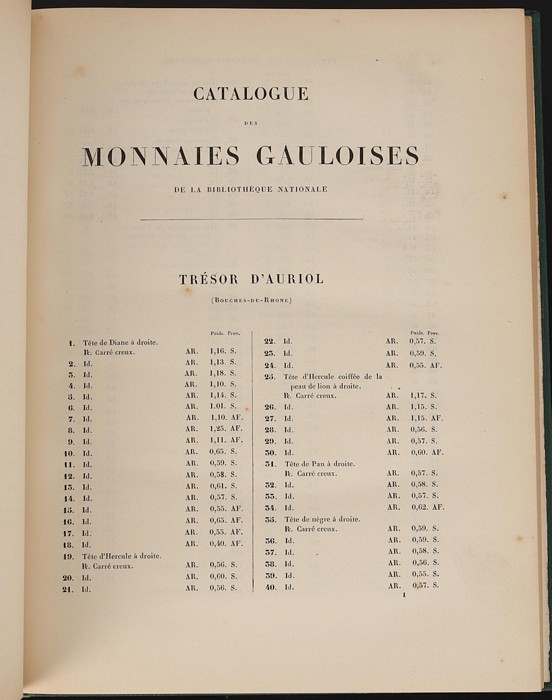 CATALOGUE
DES
MONNAIES GAULOISES
DE LA BIBLIOTHÈQUE NATIONALE
TRÉSOR D'AURIOL
(BOUCHES-DU-RHONE)
Poids. Prov.
1. Tête de Diane à droite.
℞. Carré creux. AR. 1,16. S.
2. Id. AR. 1,13. S.
3. Id. AR. 1,18. S.
4. Id. AR. 1,10. S.
5. Id. AR. 1,14. S.
6. Id. AR. 1.01. S.
7. Id. AR. 1,10. AF.
8. Id. AR. 1,25. AF.
9. Id. AR. 1,11. AF.
10. Id. AR. 0,65. S.
11. Id. AR. 0,59. S.
12. Id. AR. 0,58. S.
13. Id. AR. 0,61. S.
14. Id. AR. 0,57. S.
15. Id. AR. 0,55. AF.
16. Id. AR. 0,65. AF.
17. Id. AR. 0,55. AF.
18. Id. AR. 0,40. AF.
19. Tête d'Hercule à droite.
℞. Carré creux. AR. 0,56. S.
20. Id. AR. 0,60. S.
21. Id. AR. 0,56. S.
Poids. Prov.
22. Id. AR. 0,57. S.
23. Id. AR. 0,59. S.
24. Id. AR. 0,55. AF.
25. Tête d'Hercule coiffée de la
peau de lion à droite.
℞. Carré creux. AR. 1,17. S.
26. Id. AR. 1,15. S.
27. Id. AR. 1,15. AF.
28. Id. AR. 0,56. S.
29. Id. AR. 0,57. S.
30. Id. AR. 0,60. AF.
31. Tête de Pan à droite.
℞. Carré creux. AR. 0,57. S.
32. Id. AR. 0,58. S.
33. Id. AR. 0,57. S.
34. Id. AR. 0,62. AF.
35. Tête de nègre à droite.
℞. Carré creux. AR. 0,59. S.
36. Id. AR. 0,59. S.
37. Id. AR. 0,58. S.
38. Id. AR. 0,56. S.
39. Id. AR. 0,55. S.
40. Id. AR. 0,57. S.
1